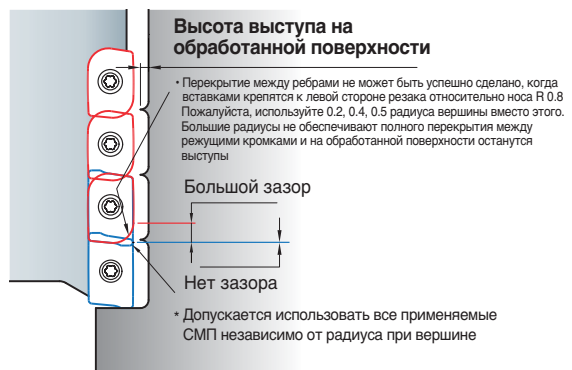 Высота выступа на
обработанной поверхности
• Перекрытие между ребрами не может быть успешно сделано, когда
вставками крепятся к левой стороне резака относительно носа R 0.8
Пожалуйста, используйте 0.2, 0.4, 0.5 радиуса вершины вместо этого.
Большие радиусы не обеспечивают полного перекрытия между
режущими кромками и на обработанной поверхности останутся
выступы
Большой зазор
Нет зазора
* Допускается использовать все применяемые
СМП независимо от радиуса при вершине